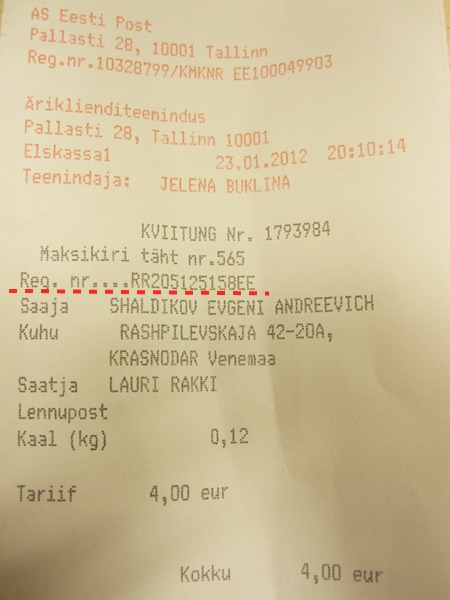 AS Eesti Post
Pallasti 28, 10001 Tallinn
Reg.nr.10328799/KMKNR EE100049903
Äriklienditeenindus
Pallasti 28, Tallinn 10001
Elskassa1 23.01.2012 20:10:14
Teenindaja: JELENA BUKLINA
KVIITUNG Nr. 1793984
Maksikiri täht nr.565
Reg. nr....RR205125158EE
Saaja SHALDIKOV EVGENI ANDREEVICH
Kuhu RASHPILEVSKAJA 42-20A,
KRASNODAR Venemaa
Saatja LAURI RAKKI
Lennupost
Kaal (kg) 0,12
Tariif 4,00 eur
Kokku 4,00 eur